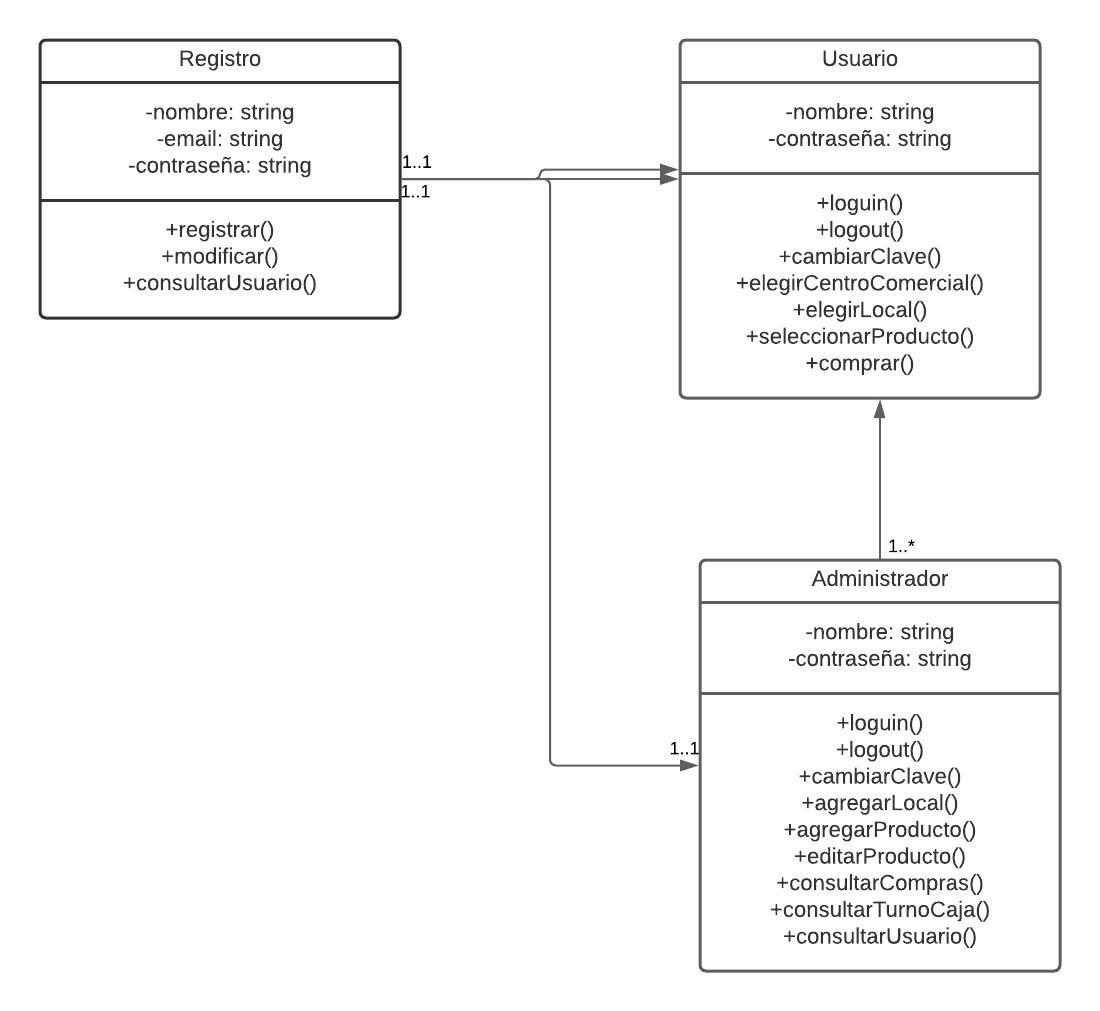 Registro
-nombre: string
-email: string
-contraseña: string
+registrar()
+modificar()
+consultarUsuario()
1..1
1..1
Usuario
-nombre: string
-contraseña: string
+loguin()
+logout()
+cambiarClave()
+elegirCentroComercial()
+elegirLocal()
+seleccionarProducto()
+comprar()
1..*
1..1
Administrador
-nombre: string
-contraseña: string
+loguin()
+logout()
+cambiarClave()
+agregarLocal()
+agregarProducto()
+editarProducto()
+consultarCompras()
+consultarTurnoCaja()
+consultarUsuario()